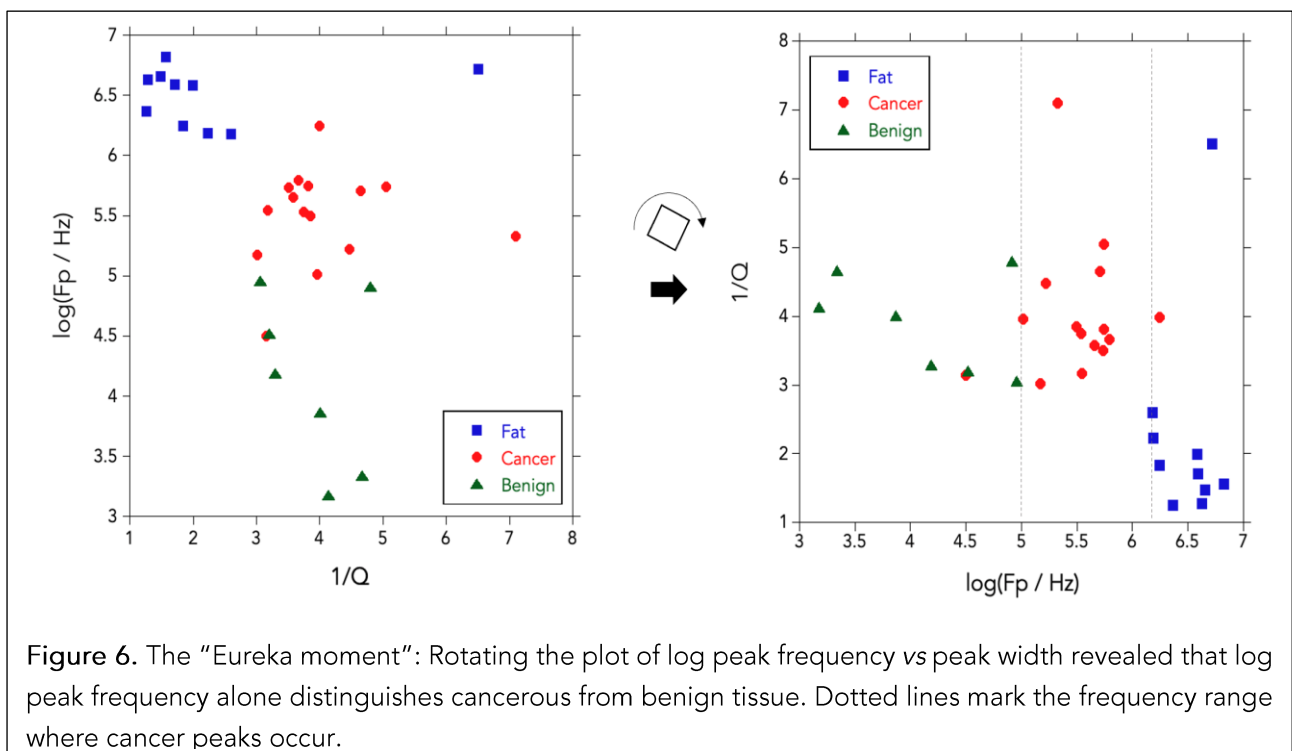 7
6.5
6
5.5
5
4.5
4
3.5
3
log(Fp / Hz)
1 2 3 4 5 6 7 8
1/Q
Fat
Cancer
Benign
8
7
6
5
4
3
2
1
1/Q
3 3.5 4 4.5 5 5.5 6 6.5 7
log(Fp / Hz)
Fat
Cancer
Benign
Figure 6. The “Eureka moment”: Rotating the plot of log peak frequency vs peak width revealed that log
peak frequency alone distinguishes cancerous from benign tissue. Dotted lines mark the frequency range
where cancer peaks occur.